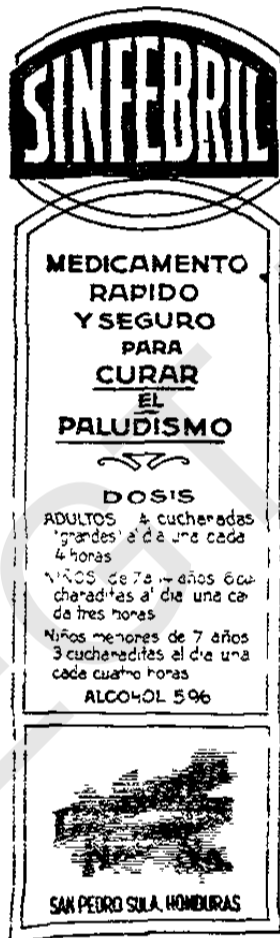 SINFEBRIL
MEDICAMENTO
RAPIDO
Y SEGURO
PARA
CURAR
EL
PALUDISMO
DOSIS
ADULTOS 4 cucharadas
"grandes" al dia una cada
4 horas
NIÑOS de 7 a años 6 cu
charaditas al dia una ca
da tres horas
Niños menores de 7 años
3 cucharaditas al dia una
cada cuatro horas
ALCOHOL 5%
SAN PEDRO SULA, HONDURAS